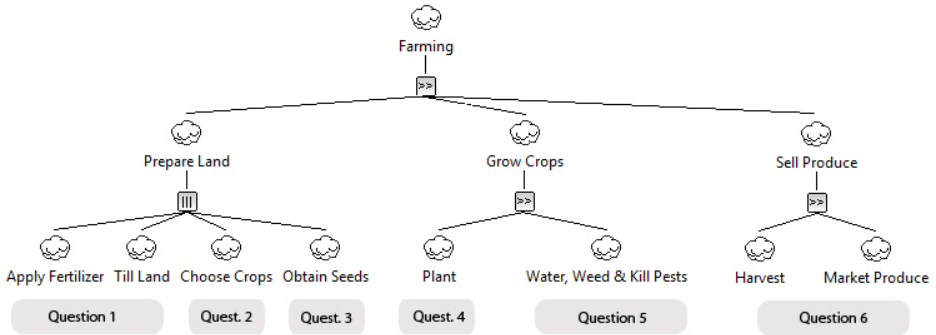 Farming
>>
Prepare Land
Grow Crops
Sell Produce
|||
>>
>>
Apply Fertilizer
Till Land
Choose Crops
Obtain Seeds
Plant
Water, Weed & Kill Pests
Harvest
Market Produce
Question 1
Quest. 2
Quest. 3
Quest. 4
Question 5
Question 6